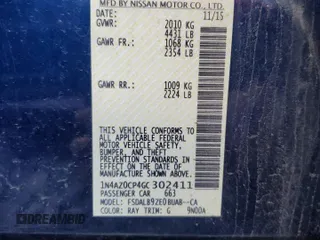 MFD BY NISSAN MOTOR CO., LTD.
DATE: 11/15
GVWR: 2010 KG
4431 LB
GAWR FR: 1068 KG
2354 LB
GAWR RR: 1009 KG
2224 LB
THIS VEHICLE CONFORMS TO ALL
APPLICABLE FEDERAL
MOTOR VEHICLE SAFETY,
BUMPER, AND THEFT
PREVENTION STANDARDS IN
EFFECT ON THE DATE OF
MANUFACTURE SHOWN ABOVE.
1N4AZ0CP4GC 302411
PASSENGER CAR 663
MODEL: FSDALB9ZE0BUAB--CA
COLOR: RAY TRIM: G 9N00A
DREAMBID